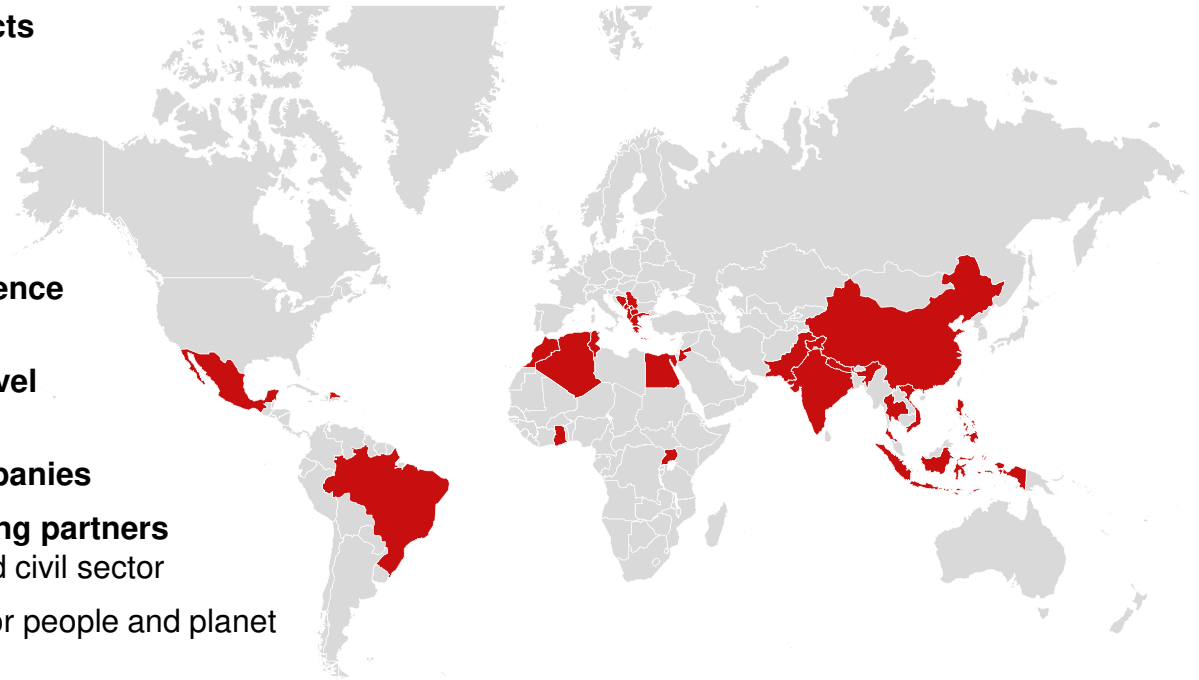 cts
ence
vel
panies
ng partners
d civil sector
or people and planet